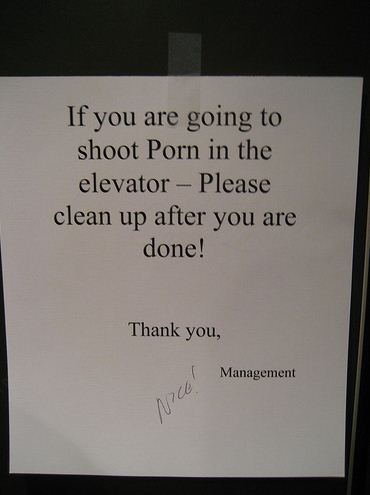 If you are going to
shoot Porn in the
elevator – Please
clean up after you are
done!
Thank you,
Management
NICE!